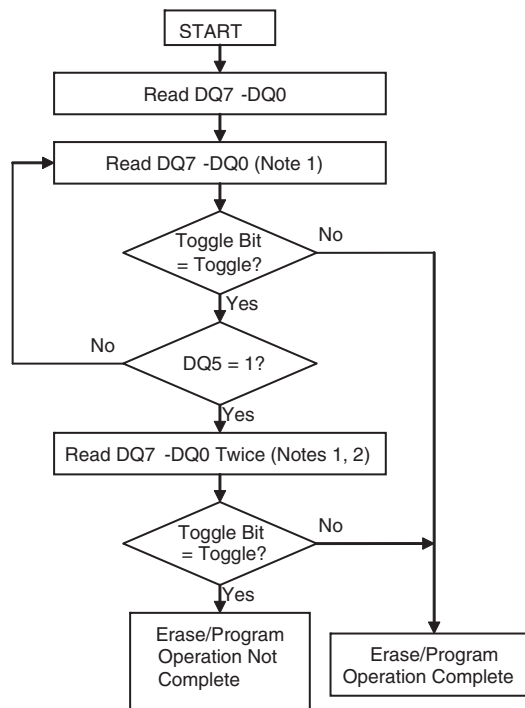 START
Read DQ7 -DQ0
Read DQ7 -DQ0 (Note 1)
Toggle Bit
= Toggle?
No
Yes
No
DQ5 = 1?
Yes
Read DQ7 -DQ0 Twice (Notes 1, 2)
Toggle Bit
= Toggle?
No
Yes
Erase/Program
Operation Not
Complete
Erase/Program
Operation Complete